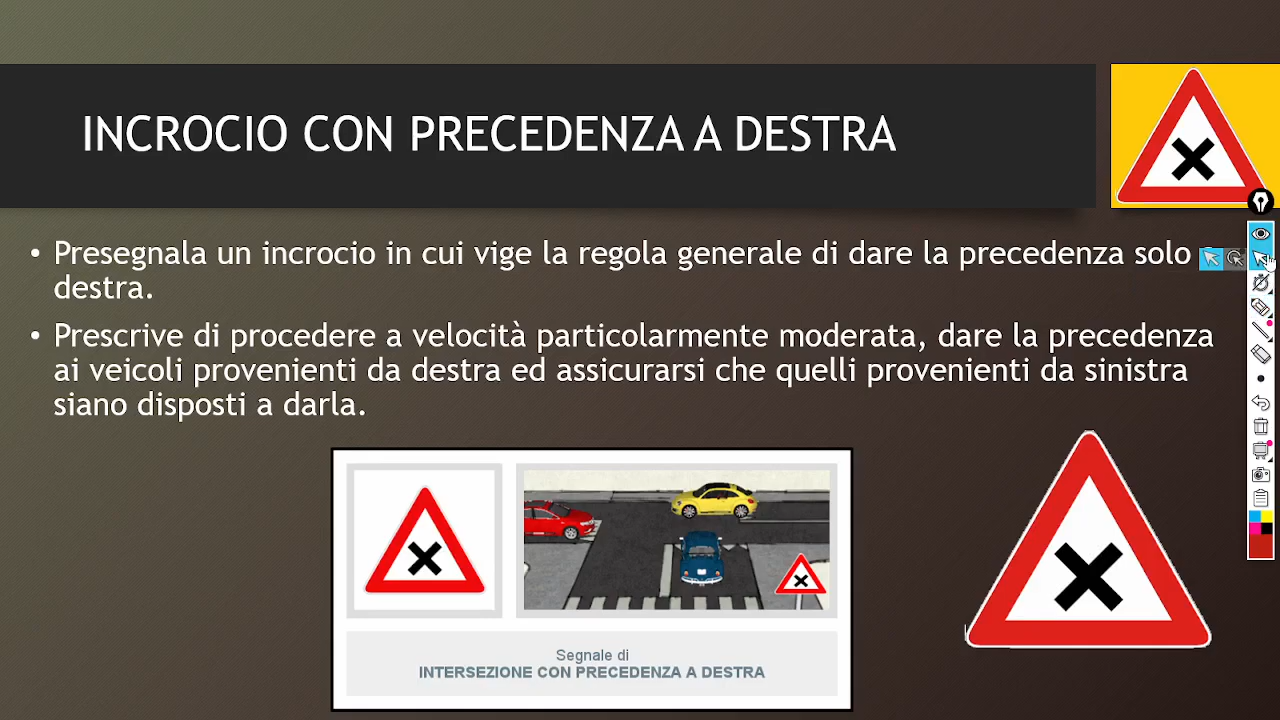 INCROCIO CON PRECEDENZA A DESTRA
• Presegnala un incrocio in cui vige la regola generale di dare la precedenza solo
destra.
• Prescrive di procedere a velocità particolarmente moderata, dare la precedenza
ai veicoli provenienti da destra ed assicurarsi che quelli provenienti da sinistra
siano disposti a darla.
Segnale di
INTERSEZIONE CON PRECEDENZA A DESTRA